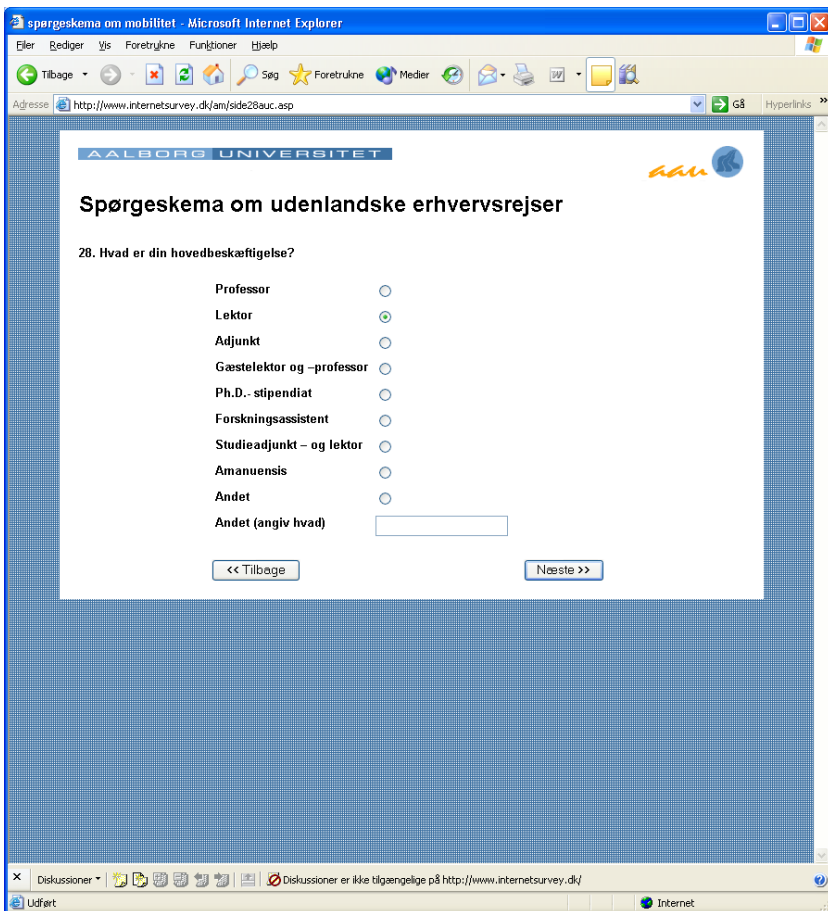 spørgeskema om mobilitet - Microsoft Internet Explorer
Filer Rediger Vis Foretrukne Funktioner Hjælp
Tilbage Søg Foretrukne Medier
Adresse http://www.internetsurvey.dk/am/side28auc.asp Gå Hyperlinks »
AALBORG UNIVERSITET
aau
Spørgeskema om udenlandske erhvervsrejser
28. Hvad er din hovedbeskæftigelse?
Professor
Lektor
Adjunkt
Gæstelektor og –professor
Ph.D.- stipendiat
Forskningsassistent
Studieadjunkt – og lektor
Amanuensis
Andet
Andet (angiv hvad)
<< Tilbage Næste >>
Diskussioner Diskussioner er ikke tilgængelige på http://www.internetsurvey.dk/
Udført Internet